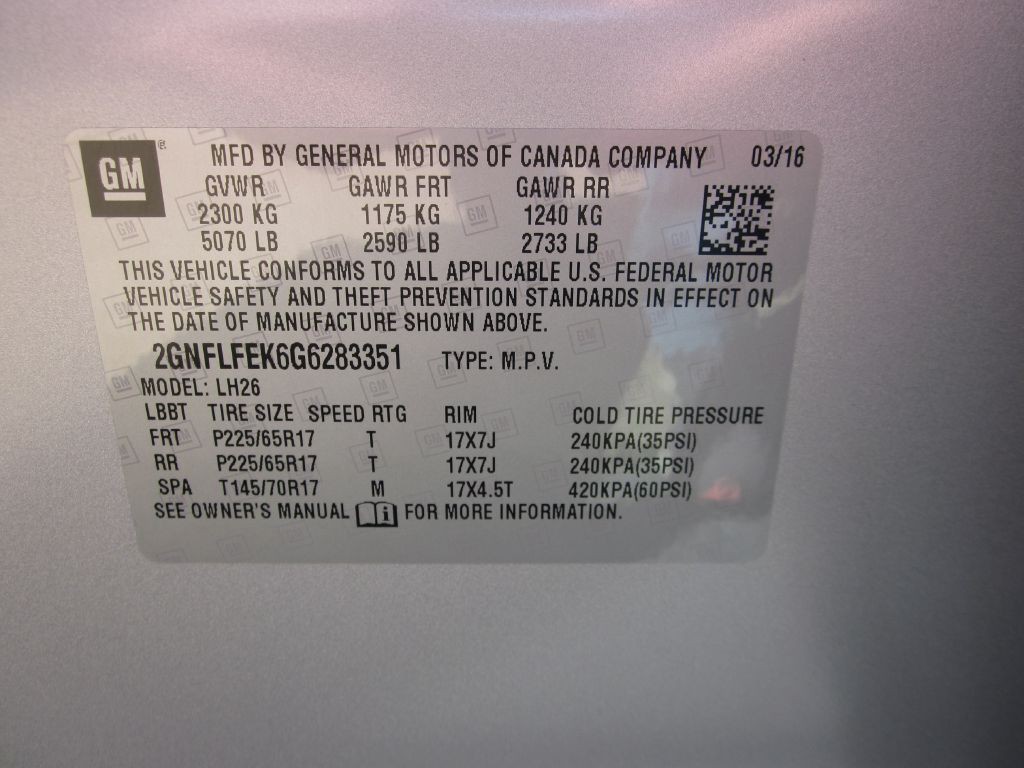 GM ® MFD BY GENERAL MOTORS OF CANADA COMPANY 03/16
GVWR GAWR FRT GAWR RR
2300 KG 1175 KG 1240 KG
5070 LB 2590 LB 2733 LB
THIS VEHICLE CONFORMS TO ALL APPLICABLE U.S. FEDERAL MOTOR
VEHICLE SAFETY AND THEFT PREVENTION STANDARDS IN EFFECT ON
THE DATE OF MANUFACTURE SHOWN ABOVE.
2GNFLFEK6G6283351 TYPE: M.P.V.
MODEL: LH26
LBBT TIRE SIZE SPEED RTG RIM COLD TIRE PRESSURE
FRT P225/65R17 T 17X7J 240KPA(35PSI)
RR P225/65R17 T 17X7J 240KPA(35PSI)
SPA T145/70R17 M 17X4.5T 420KPA(60PSI)
SEE OWNER'S MANUAL i FOR MORE INFORMATION.